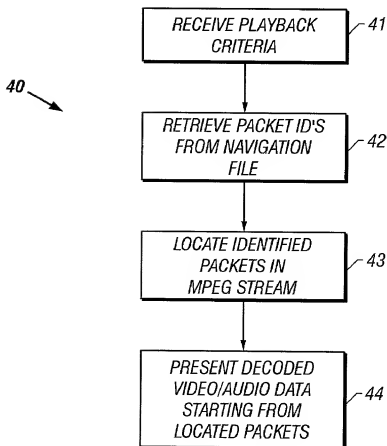 RECEIVE PLAYBACK
CRITERIA
41
40
RETRIEVE PACKET ID'S
FROM NAVIGATION
FILE
42
LOCATE IDENTIFIED
PACKETS IN
MPEG STREAM
43
PRESENT DECODED
VIDEO/AUDIO DATA
STARTING FROM
LOCATED PACKETS
44